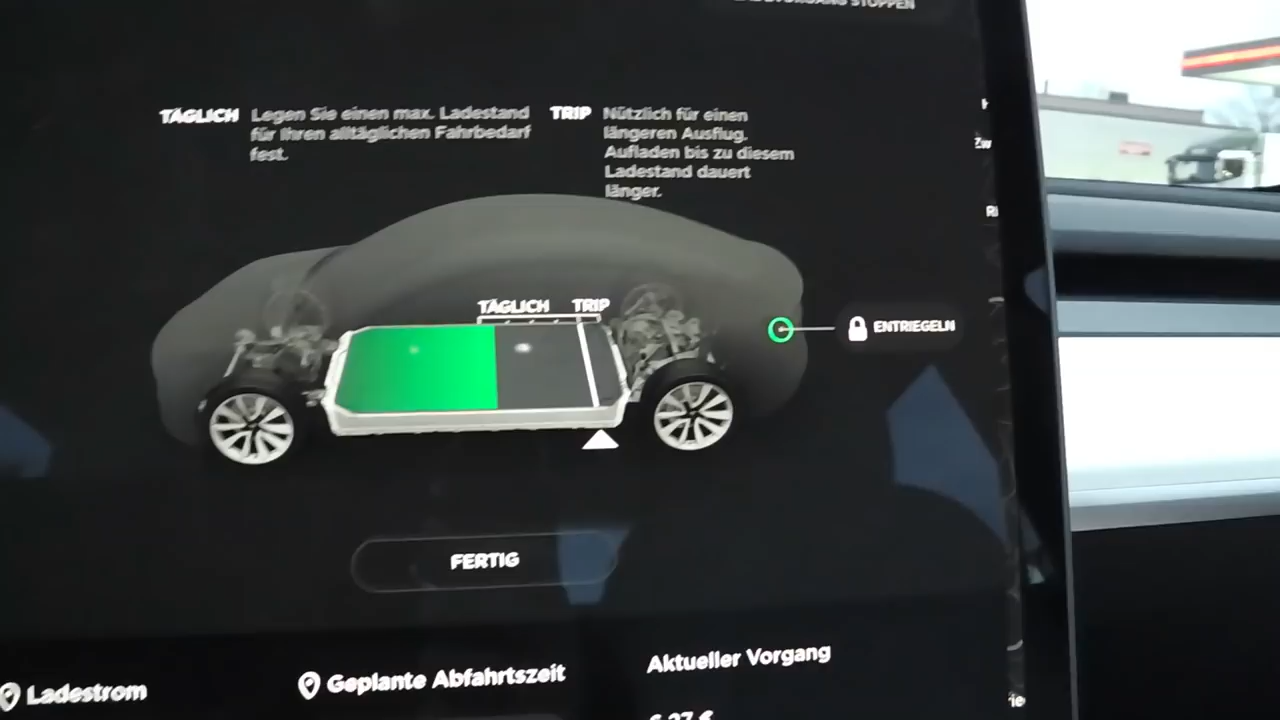 STOPPEN
TÄGLICH
Legen Sie einen max. Ladestand
für Ihren alltäglichen Fahrbedarf
fest.
TRIP
Nützlich für einen
längeren Ausflug.
Aufladen bis zu diesem
Ladestand dauert
länger.
TÄGLICH TRIP
ENTRIEGELN
FERTIG
Ladestrom
Geplante Abfahrtszeit
Aktueller Vorgang